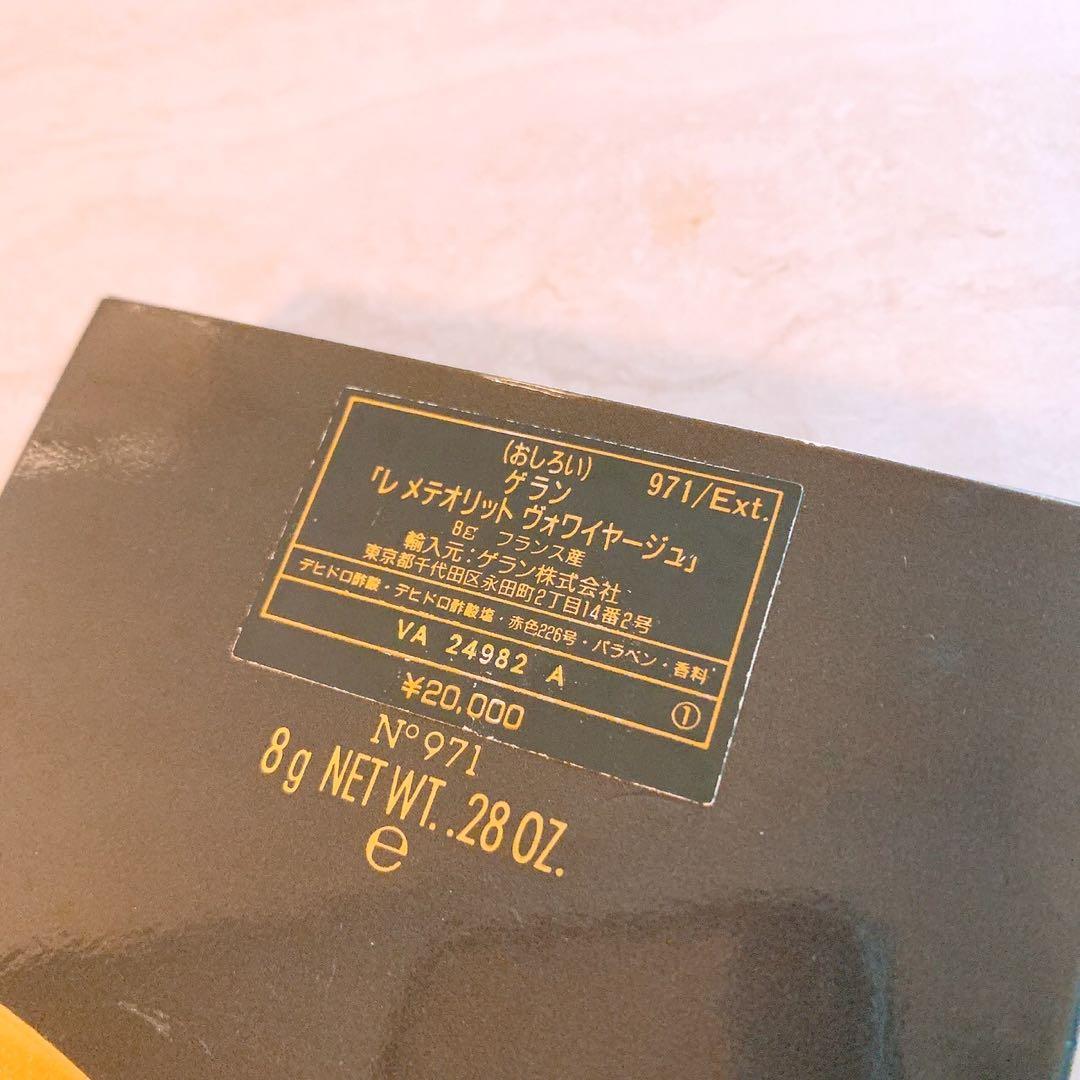 (おしろい) 971/Ext.
ゲラン
「レ メテオリット ヴォワイヤージュ」
8g フランス産
輸入元:ゲラン株式会社
東京都千代田区永田町2丁目14番2号
デヒドロ酢酸・デヒドロ酢酸塩・赤色226号・パラベン・香料
VA 24982 A
¥20,000 ①
Nº971
8g NET WT. .28 OZ.
e